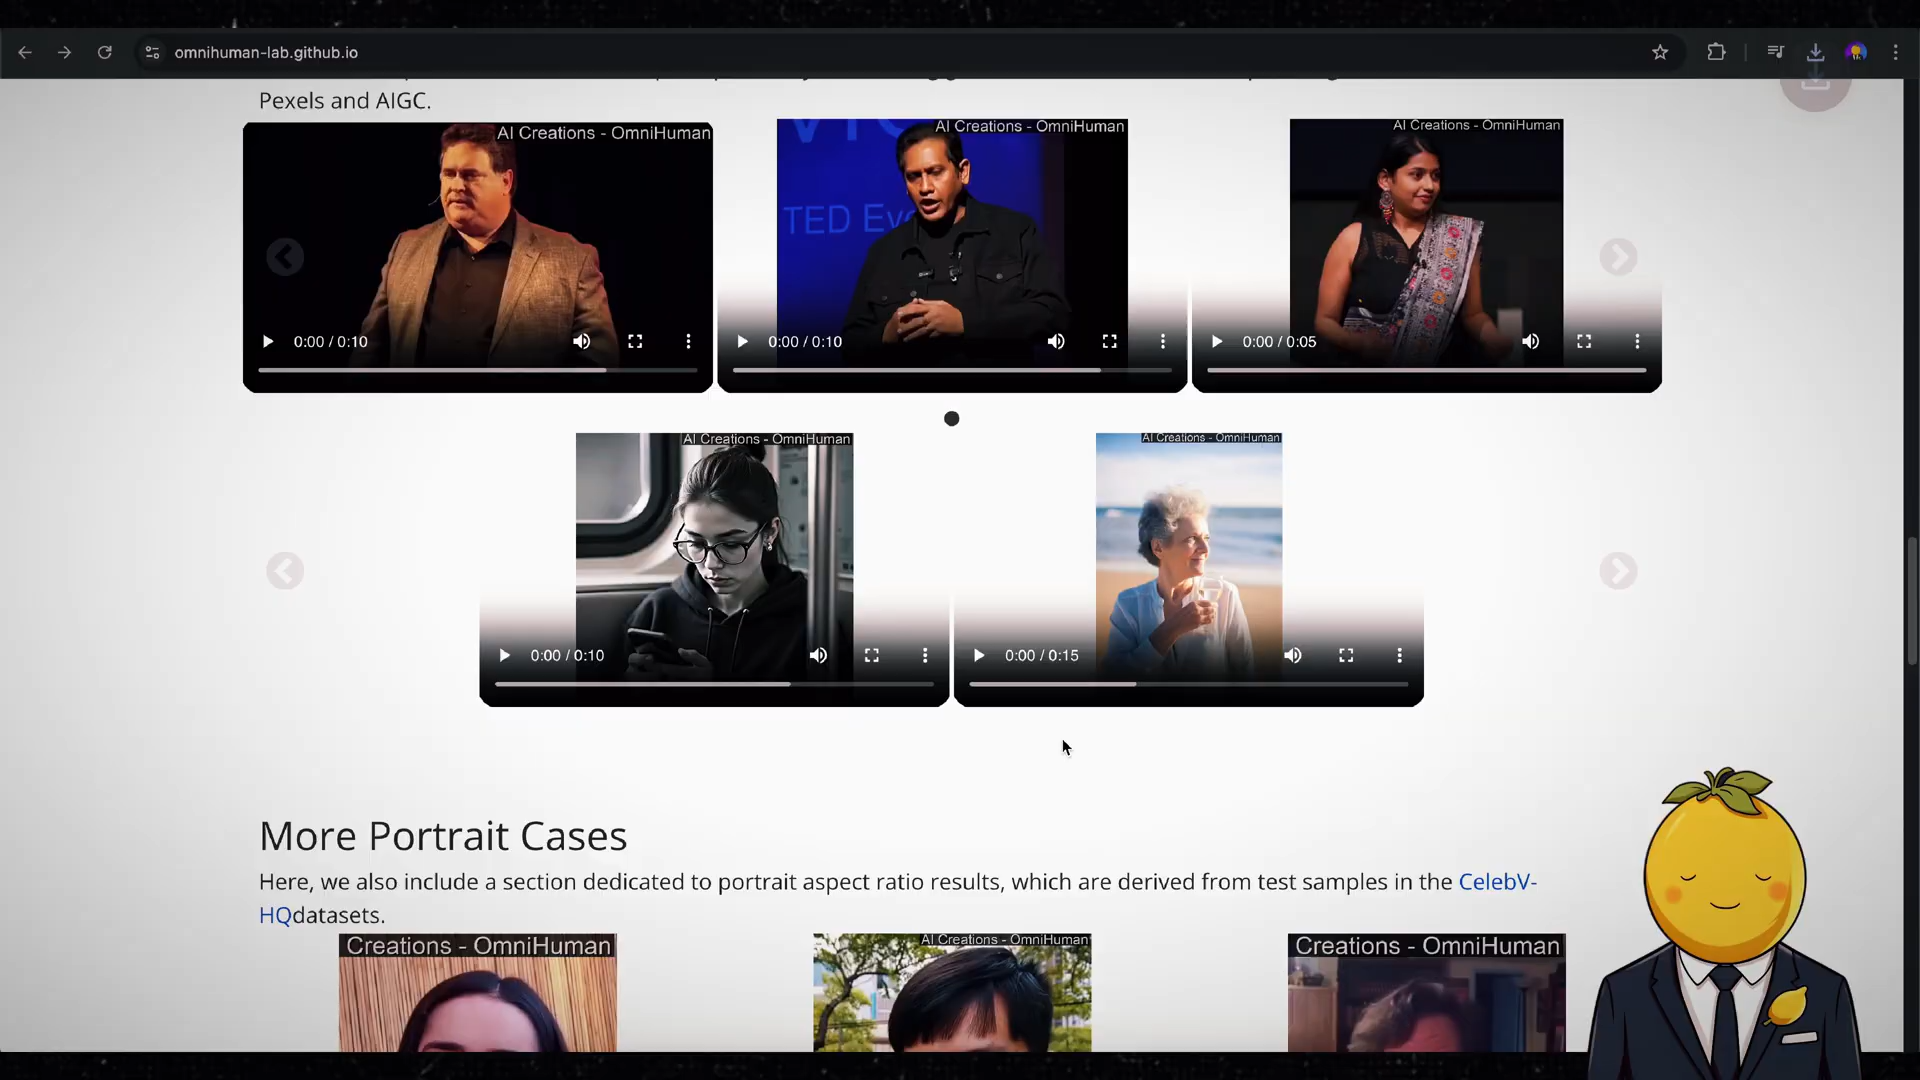 omnihuman-lab.github.io
Pexels and AIGC.
AI Creations - OmniHuman
AI Creations - OmniHuman
AI Creations - OmniHuman
TED Eve
0:00 / 0:10
0:00 / 0:10
0:00 / 0:05
AI Creations - OmniHuman
AI Creations - OmniHuman
0:00 / 0:10
0:00 / 0:15
More Portrait Cases
Here, we also include a section dedicated to portrait aspect ratio results, which are derived from test samples in the CelebV-
HQdatasets.
Creations - OmniHuman
AI Creations - OmniHuman
Creations - OmniHuman